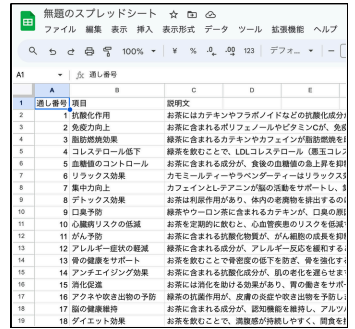 無題のスプレッドシート
ファイル 編集 表示 挿入 表示形式 データ ツール 拡張機能 ヘルプ
100% ¥ % .0 .00 123 デフォ...
A1 fx 通し番号
A B C D E
1 通し番号 項目 説明文
2 1 抗酸化作用 お茶にはカテキンやフラボノイドなどの抗酸化成分
3 2 免疫力向上 お茶に含まれるポリフェノールやビタミンCが、免疫
4 3 脂肪燃焼効果 緑茶に含まれるカテキンやカフェインが脂肪燃焼を
5 4 コレステロール低下 緑茶を飲むことで、LDLコレステロール（悪玉コレ
6 5 血糖値のコントロール お茶に含まれる成分が、食後の血糖値の急上昇を抑
7 6 リラックス効果 カモミールティーやラベンダーティーはリラックス
8 7 集中力向上 カフェインとL-テアニンが脳の活動をサポートし、
9 8 デトックス効果 お茶は利尿作用があり、体内の老廃物を排出するの
10 9 口臭予防 緑茶やウーロン茶に含まれるカテキンが、口臭の原
11 10 心臓病リスクの低減 お茶を定期的に飲むと、心血管疾患のリスクを低減
12 11 がん予防 お茶に含まれる抗酸化物質が、がん細胞の成長を抑
13 12 アレルギー症状の軽減 緑茶に含まれる成分が、アレルギー反応を緩和する
14 13 骨の健康をサポート お茶を飲むことで骨密度の低下を防ぎ、骨を強化す
15 14 アンチエイジング効果 お茶に含まれる抗酸化成分が、肌の老化を遅らせ
16 15 消化促進 お茶には消化を助ける効果があり、胃の働きをサポ
17 16 アクネや吹き出物の予防 緑茶の抗菌作用が、皮膚の炎症や吹き出物を予防し
18 17 脳の健康維持 お茶に含まれる成分が、認知機能を維持し、アルツ
19 18 ダイエット効果 お茶を飲むことで、満腹感が持続しやすく、間食を